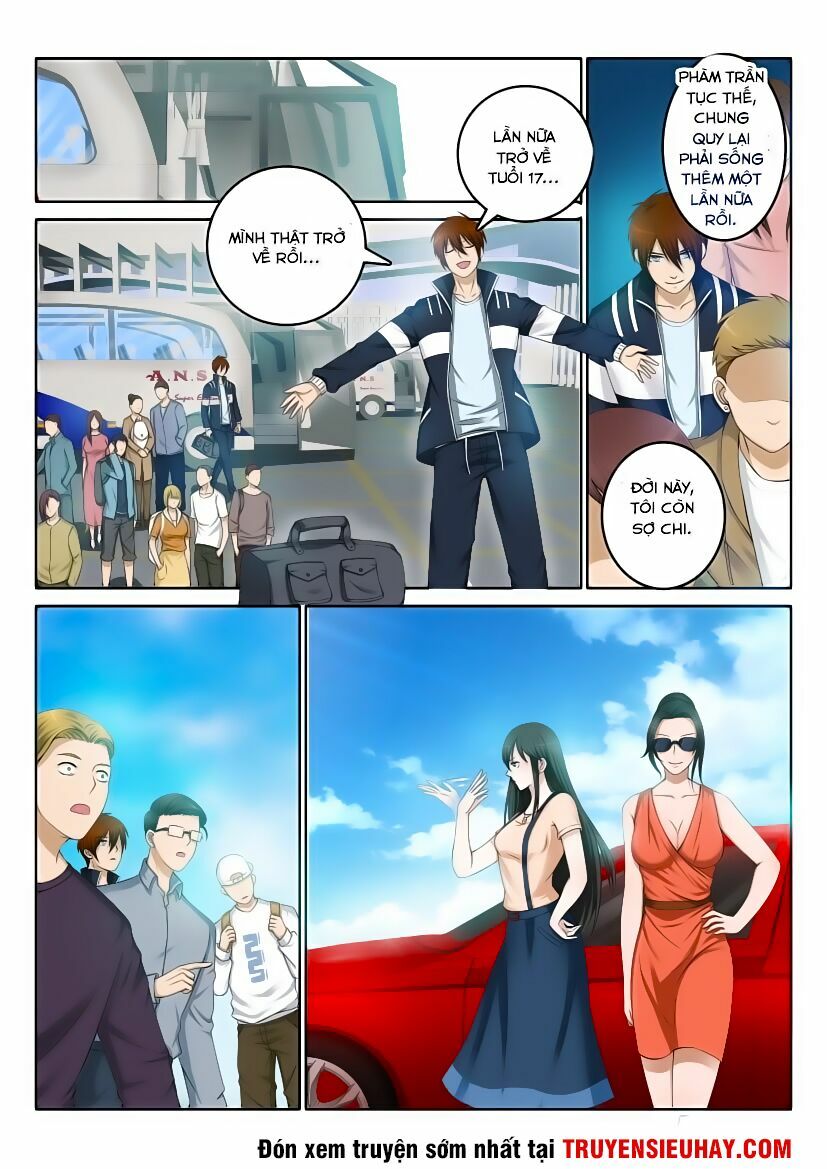 LẦN NỮA
TRỞ VỀ
TUỔI 17...
MÌNH THẬT TRỞ
VỀ RỒI...
PHÀM TRẦN
TỤC THẾ,
CHUNG
QUY LẠI
PHẢI SỐNG
THÊM MỘT
LẦN NỮA
RỒI.
A.N.S
Super
ĐỜI NÀY,
TÔI CÒN
SỢ CHI.
Đón xem truyện sớm nhất tại TRUYENSIEUHAY.COM